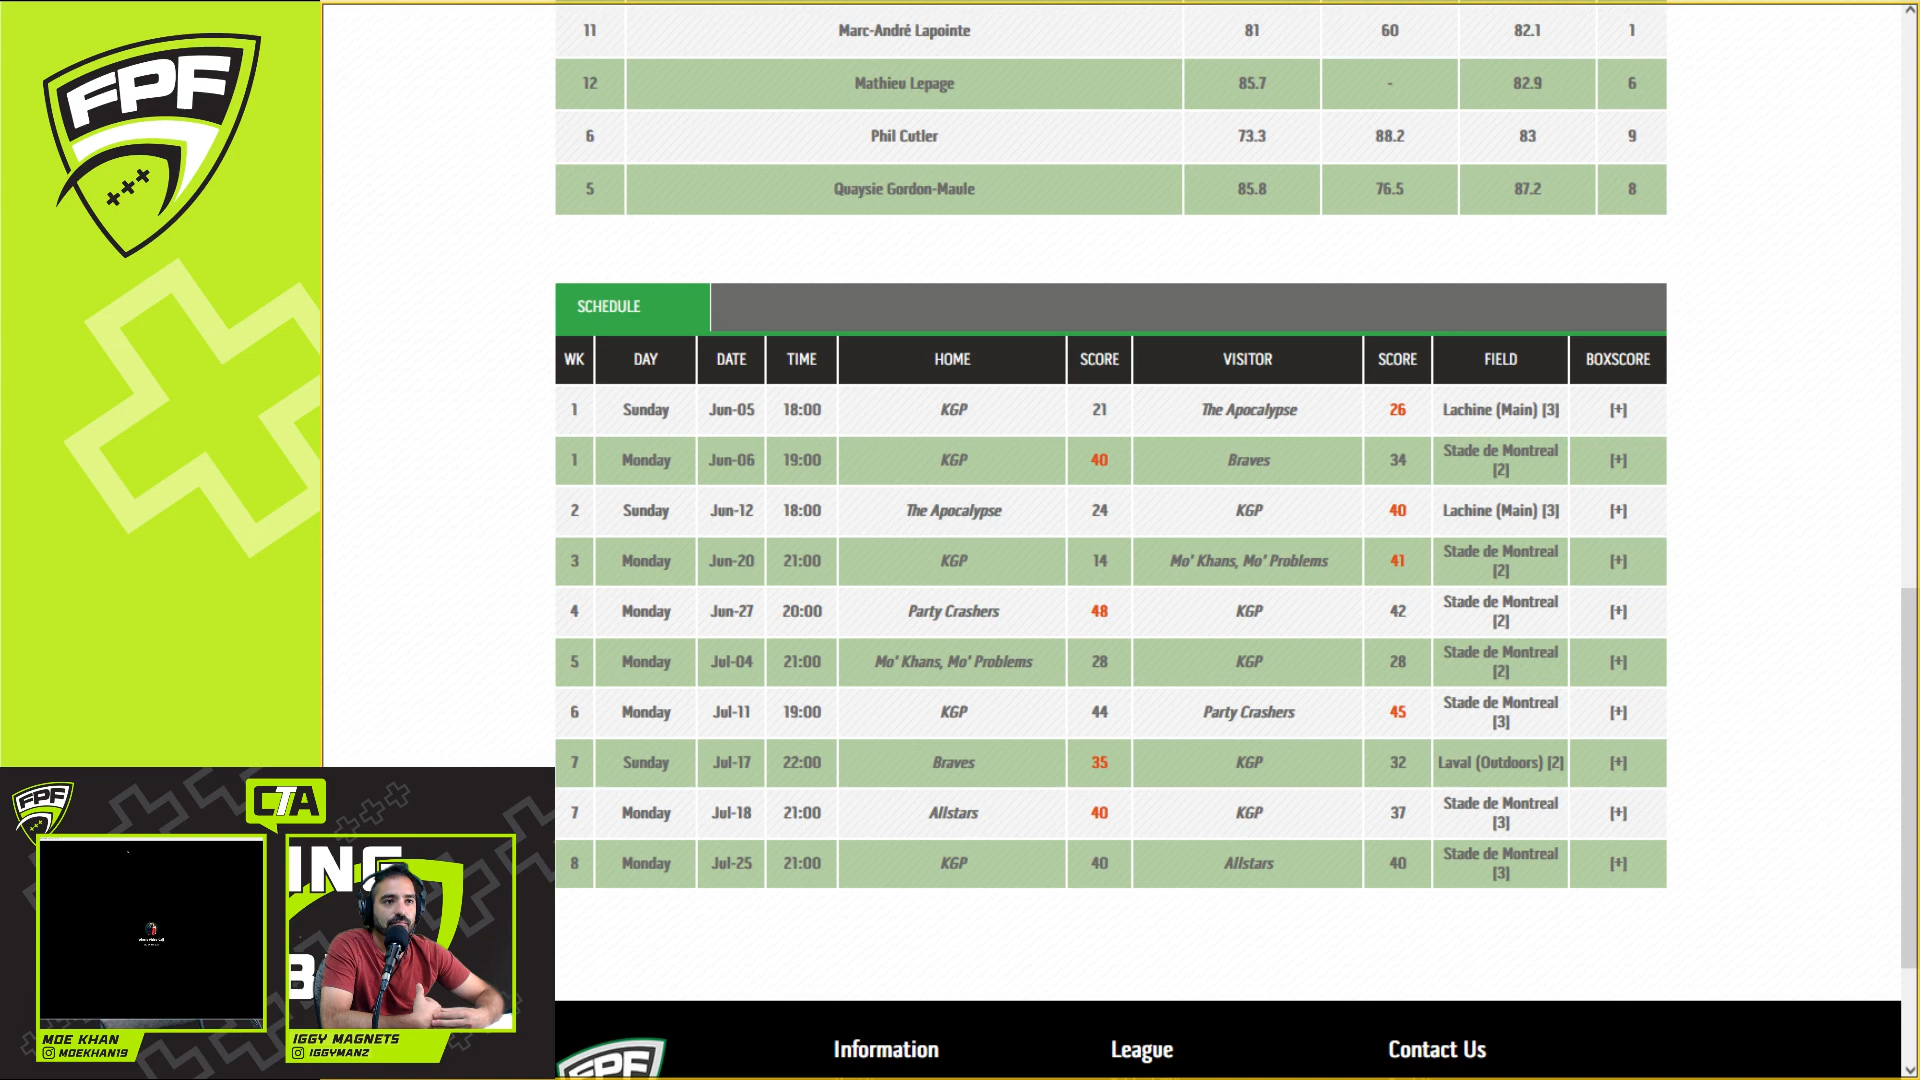 FPF
11 Marc-André Lapointe 81 60 82.1 1
12 Mathieu Lepage 85.7 - 82.9 6
6 Phil Cutler 73.3 88.2 83 9
5 Quaysie Gordon-Maule 85.8 76.5 87.2 8
SCHEDULE
WK DAY DATE TIME HOME SCORE VISITOR SCORE FIELD BOXSCORE
1 Sunday Jun-05 18:00 KGP 21 The Apocalypse 26 Lachine (Main) [3] [+]
1 Monday Jun-06 19:00 KGP 40 Braves 34 Stade de Montreal [2] [+]
2 Sunday Jun-12 18:00 The Apocalypse 24 KGP 40 Lachine (Main) [3] [+]
3 Monday Jun-20 21:00 KGP 14 Mo' Khans, Mo' Problems 41 Stade de Montreal [2] [+]
4 Monday Jun-27 20:00 Party Crashers 48 KGP 42 Stade de Montreal [2] [+]
5 Monday Jul-04 21:00 Mo' Khans, Mo' Problems 28 KGP 28 Stade de Montreal [2] [+]
6 Monday Jul-11 19:00 KGP 44 Party Crashers 45 Stade de Montreal [3] [+]
7 Sunday Jul-17 22:00 Braves 35 KGP 32 Laval (Outdoors) [2] [+]
7 Monday Jul-18 21:00 Allstars 40 KGP 37 Stade de Montreal [3] [+]
8 Monday Jul-25 21:00 KGP 40 Allstars 40 Stade de Montreal [3] [+]
FPF
CTA
ING
B
MOE KHAN
MOEKHAN19
IGGY MAGNETS
IGGYMANZ
FPF
Information
League
Contact Us